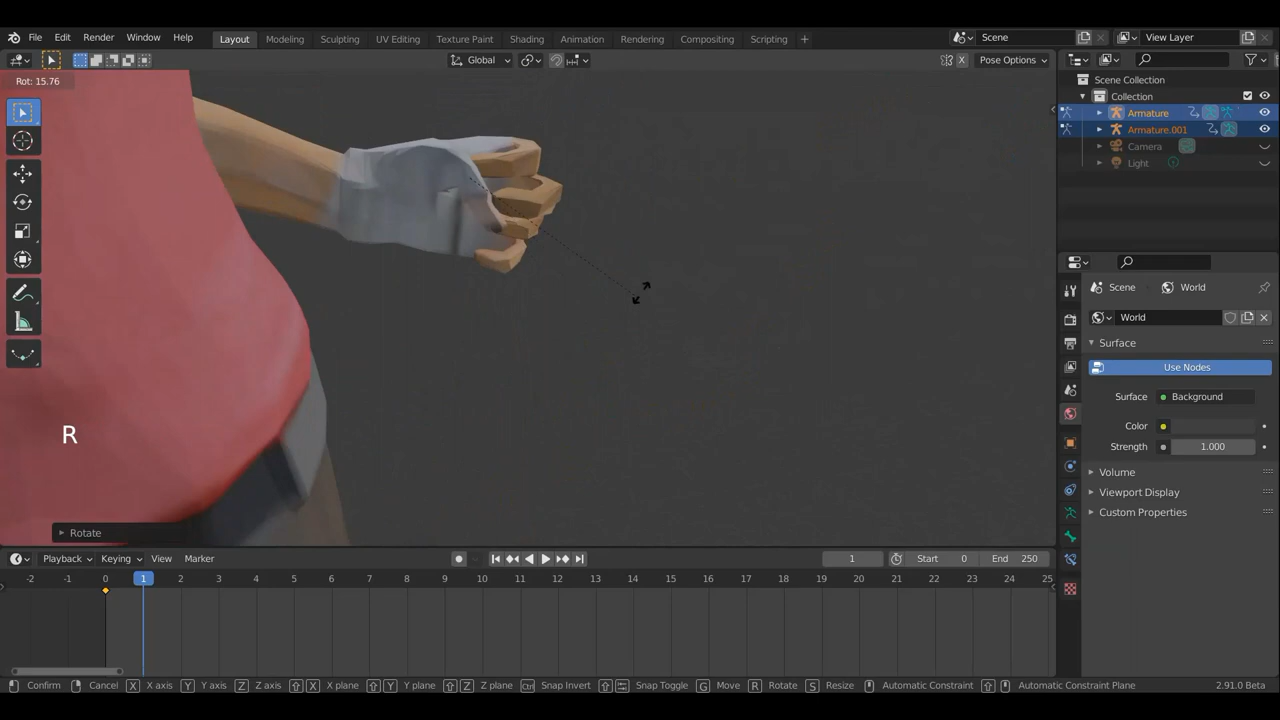 File Edit Render Window Help Layout Modeling Sculpting UV Editing Texture Paint Shading Animation Rendering Compositing Scripting + Scene View Layer
Global X Pose Options
Rot: 15.76
Scene Collection
Collection
Armature
Armature.001
Camera
Light
Scene World
World
Surface
Use Nodes
Surface Background
Color
Strength 1.000
Volume
Viewport Display
Custom Properties
R
Rotate
Playback Keying View Marker 1 Start 0 End 250
-2 -1 0 1 2 3 4 5 6 7 8 9 10 11 12 13 14 15 16 17 18 19 20 21 22 23 24 25
Confirm Cancel X X axis Y Y axis Z Z axis X X plane Y Y plane Z Z plane Ctrl Snap Invert Snap Toggle G Move R Rotate S Resize Automatic Constraint Automatic Constraint Plane 2.91.0 Beta